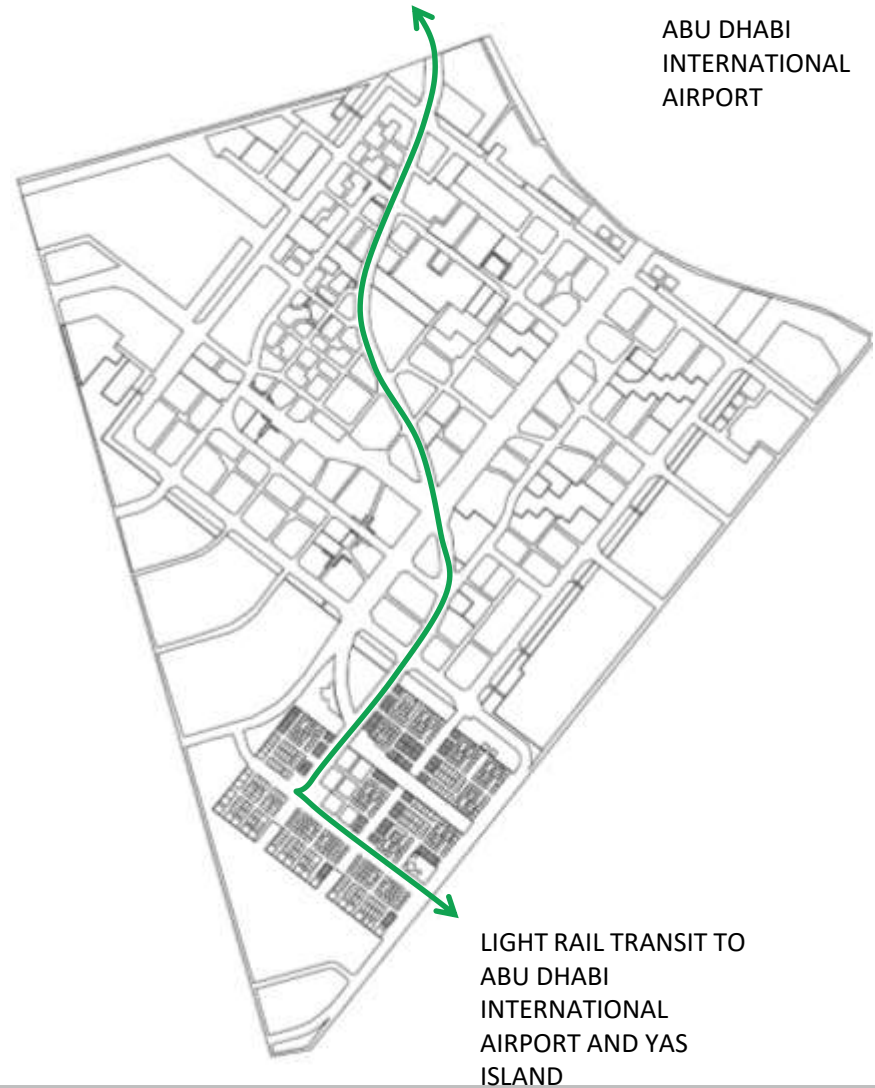 ABU DHABI
INTERNATIONAL
AIRPORT
LIGHT RAIL TRANSIT TO
ABU DHABI
INTERNATIONAL
AIRPORT AND YAS
ISLAND